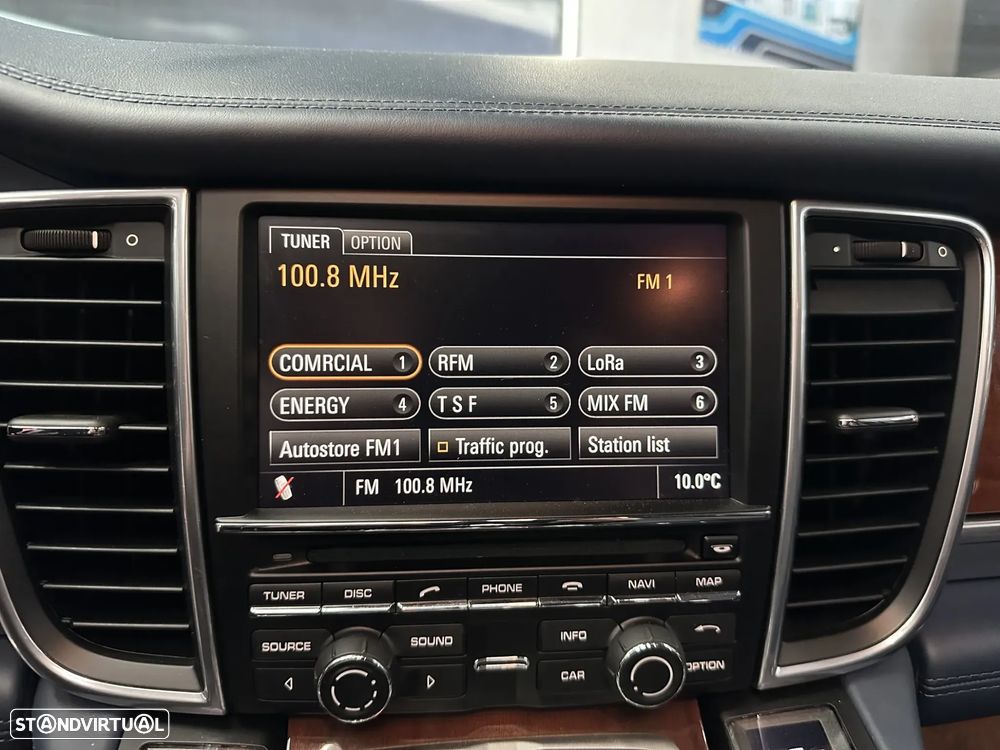 TUNER OPTION
100.8 MHz FM 1
COMRCIAL 1 RFM 2 LoRa 3
ENERGY 4 T S F 5 MIX FM 6
Autostore FM1 Traffic prog. Station list
FM 100.8 MHz 10.0°C
TUNER DISC PHONE NAVI MAP
SOURCE SOUND INFO
CAR OPTION
STANDVIRTUAL